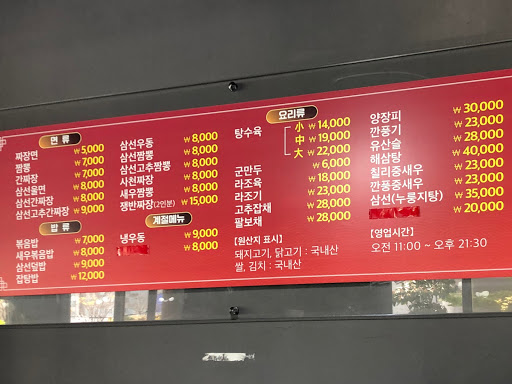 면 류
짜장면 ₩5,000
짬뽕 ₩7,000
간짜장 ₩7,000
삼선울면 ₩8,000
삼선간짜장 ₩8,000
삼선고추간짜장 ₩9,000
밥 류
볶음밥 ₩7,000
새우볶음밥 ₩8,000
삼선덮밥 ₩9,000
잡탕밥 ₩12,000
삼선우동 ₩8,000
삼선짬뽕 ₩8,000
삼선고추짬뽕 ₩8,000
사천짜장 ₩8,000
새우짬뽕 ₩8,000
쟁반짜장(2인분) ₩15,000
계절메뉴
냉우동 ₩9,000
₩8,000
요리류
탕수육 小 ₩14,000
中 ₩19,000
大 ₩22,000
군만두 ₩6,000
라조육 ₩18,000
라조기 ₩23,000
고추잡채 ₩28,000
팔보채 ₩28,000
[원산지 표시]
돼지고기, 닭고기 : 국내산
쌀, 김치 : 국내산
양장피 ₩30,000
깐풍기 ₩23,000
유산슬 ₩28,000
해삼탕 ₩40,000
칠리중새우 ₩23,000
깐풍중새우 ₩23,000
삼선(누룽지탕) ₩35,000
₩20,000
[영업시간]
오전 11:00 ~ 오후 21:30